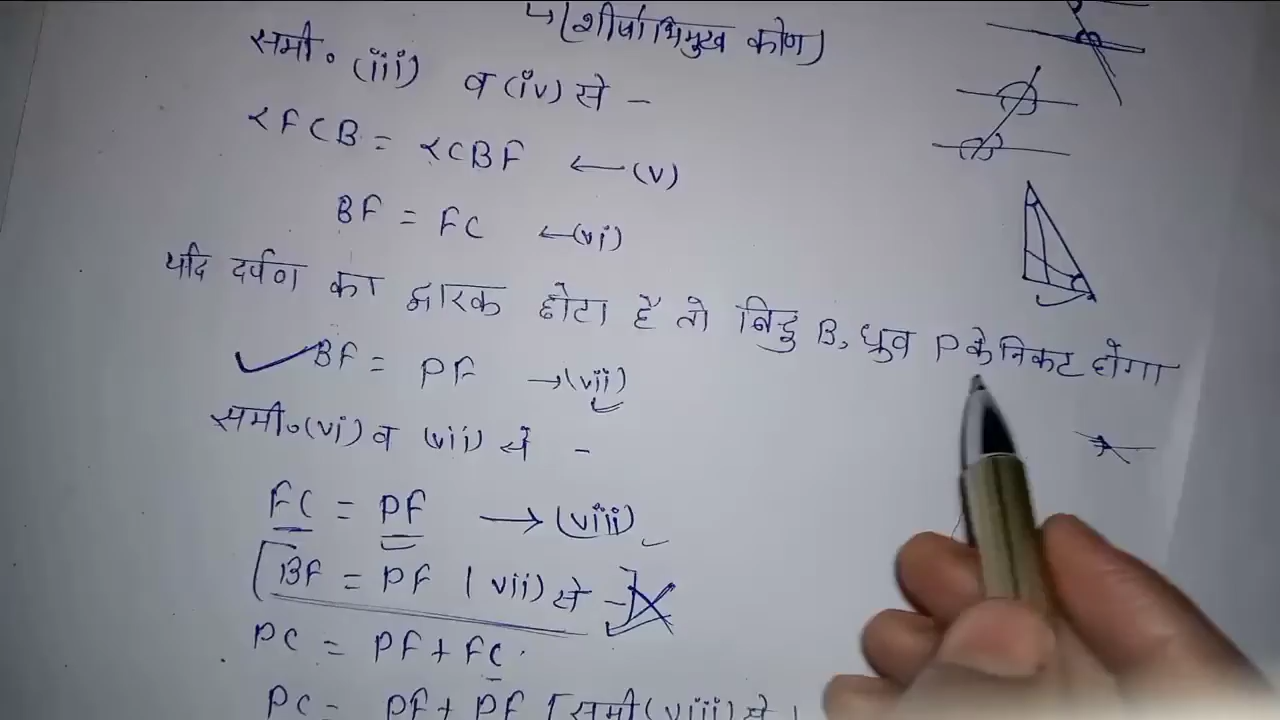 ↳(शीर्षाभिमुख कोण)
समी० (iii) व (iv) से -
∠FCB = ∠CBF ←(v)
BF = FC ←(vi)
यदि दर्पण का द्वारक छोटा है तो बिंदु B, ध्रुव P के निकट होगा
BF = PF →(vii)
समी०(vi) व (vii) से -
FC = PF →(viii)
[BF = PF (vii) से -]
PC = PF + FC
PC = PF + PF [समी(viii) से]